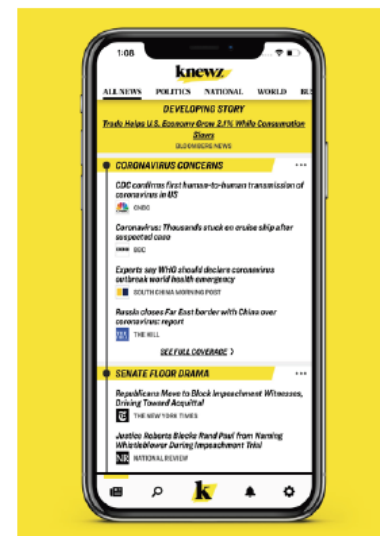 1:08
knewz
ALL NEWS POLITICS NATIONAL WORLD BU
DEVELOPING STORY
Trade Helps U.S. Economy Grow 2.1% While Consumption
Slows
BLOOMBERG NEWS
CORONAVIRUS CONCERNS
CDC confirms first human-to-human transmission of
coronavirus in US
CNBC
Coronavirus: Thousands stuck on cruise ship after
suspected case
BBC
Experts say WHO should declare coronavirus
outbreak world health emergency
SOUTH CHINA MORNING POST
Russia closes Far East border with China over
coronavirus: report
THE HILL
SEE FULL COVERAGE
SENATE FLOOR DRAMA
Republicans Move to Block Impeachment Witnesses,
Driving Toward Acquittal
THE NEW YORK TIMES
Justice Roberts Blocks Rand Paul from Naming
Whistleblower During Impeachment Trial
NR NATIONAL REVIEW
k